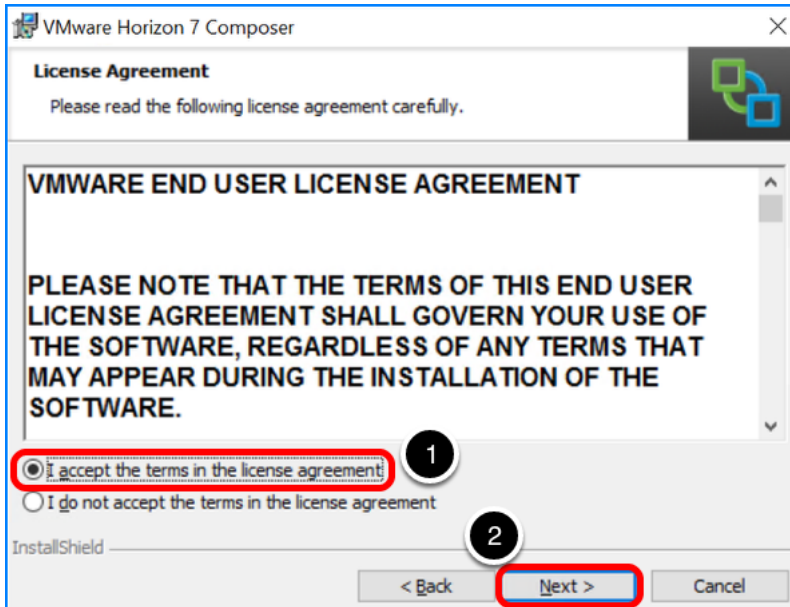 VMware Horizon 7 Composer
License Agreement
Please read the following license agreement carefully.
VMWARE END USER LICENSE AGREEMENT
PLEASE NOTE THAT THE TERMS OF THIS END USER
LICENSE AGREEMENT SHALL GOVERN YOUR USE OF
THE SOFTWARE, REGARDLESS OF ANY TERMS THAT
MAY APPEAR DURING THE INSTALLATION OF THE
SOFTWARE.
I accept the terms in the license agreement
1
I do not accept the terms in the license agreement
InstallShield
2
< Back Next > Cancel